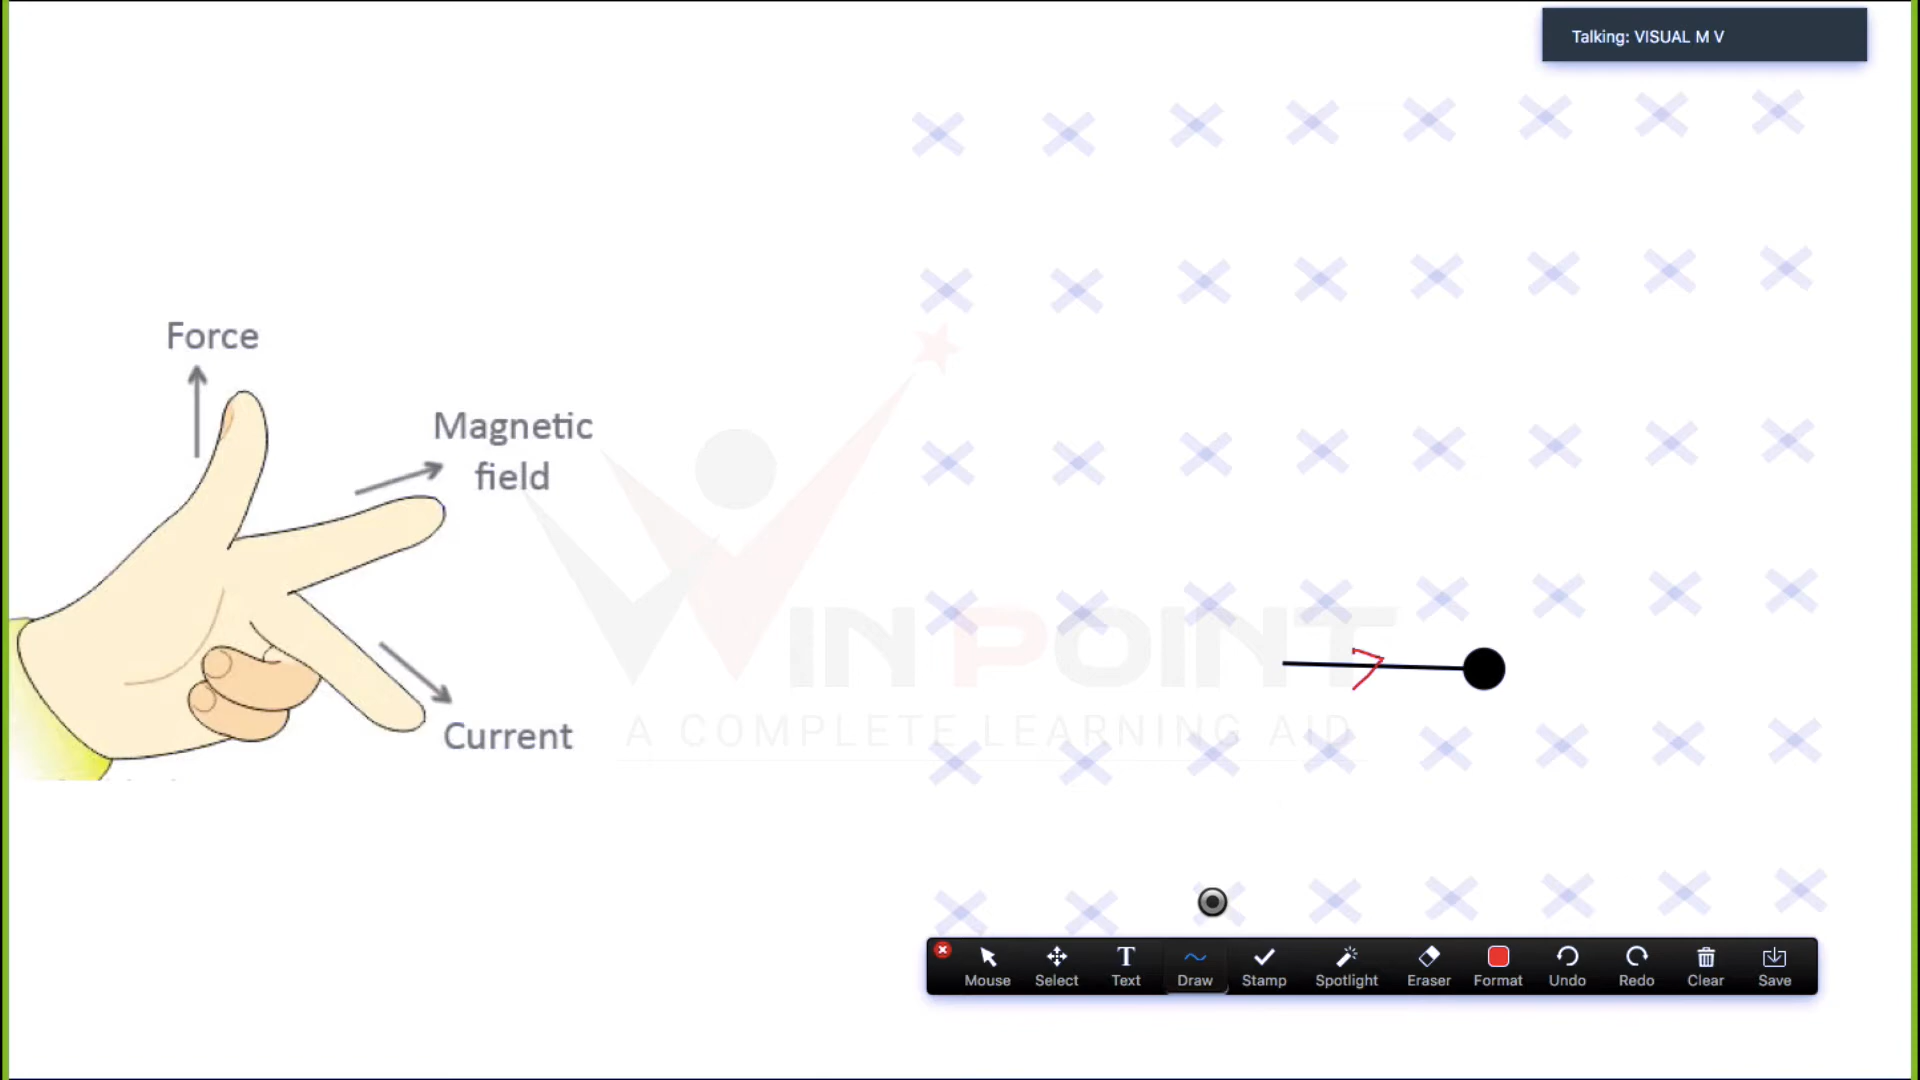 Talking: VISUAL M V
Force
Magnetic
field
Current
WINPOINT
A COMPLETE LEARNING AID
Mouse
Select
Text
Draw
Stamp
Spotlight
Eraser
Format
Undo
Redo
Clear
Save